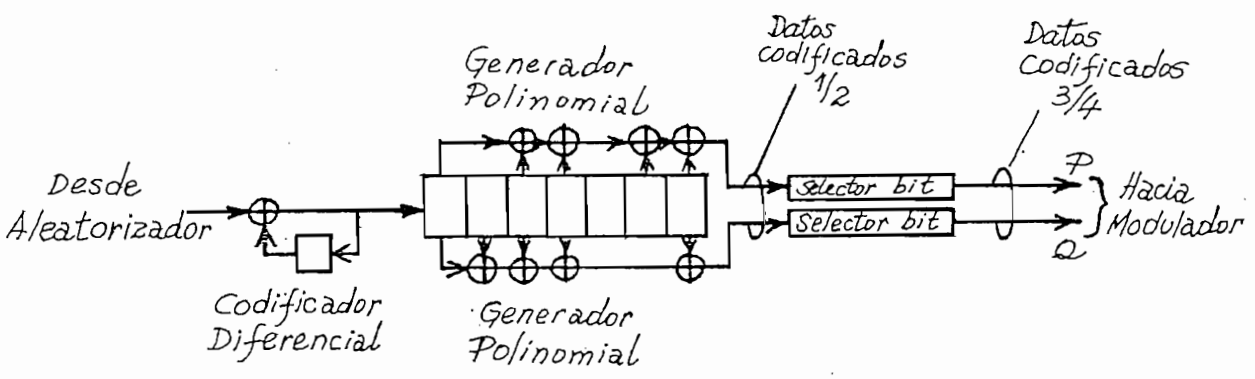 Desde
Aleatorizador
Codificador
Diferencial
Generador
Polinomial
Generador
Polinomial
Datos
codificados
1/2
Selector bit
Selector bit
Datos
Codificados
3/4
P
Q
Hacia
Modulador